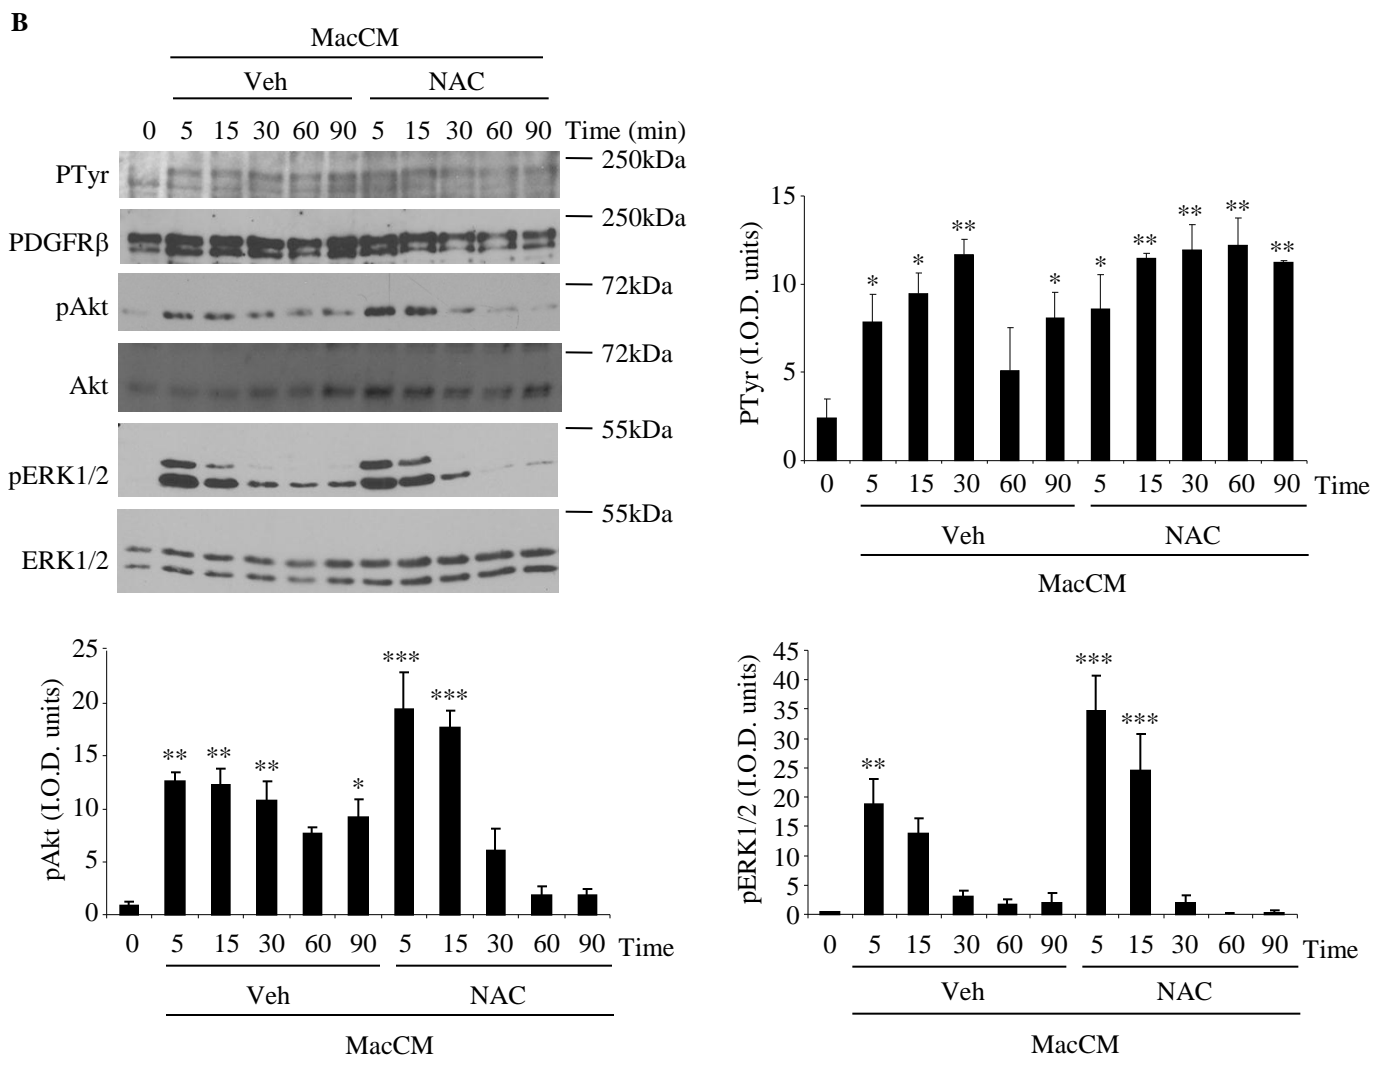 B
MacCM
Veh NAC
0 5 15 30 60 90 5 15 30 60 90 Time (min)
PTyr 250kDa
PDGFRβ 250kDa
pAkt 72kDa
Akt 72kDa
pERK1/2 55kDa
ERK1/2 55kDa
PTyr (I.O.D. units)
15
10
5
0
* * ** * * ** ** ** **
0 5 15 30 60 90 5 15 30 60 90 Time
Veh NAC
MacCM
pAkt (I.O.D. units)
25
20
15
10
5
0
** ** ** * *** ***
0 5 15 30 60 90 5 15 30 60 90 Time
Veh NAC
MacCM
pERK1/2 (I.O.D. units)
45
40
35
30
25
20
15
10
5
0
** *** ***
0 5 15 30 60 90 5 15 30 60 90 Time
Veh NAC
MacCM